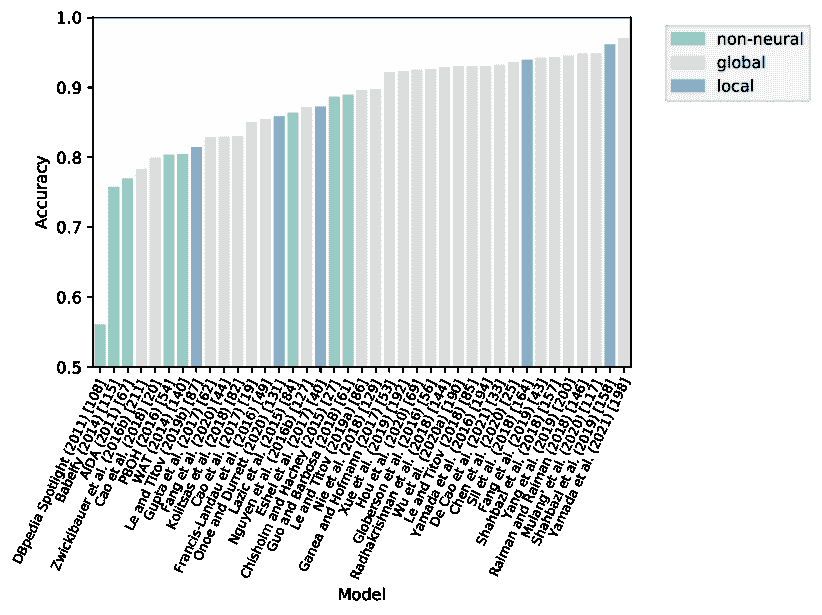 1.0
0.9
0.8
0.7
0.6
0.5
Accuracy
non-neural
global
local
DBpedia Spotlight (2011) [108]
Babelfy (2014) [115]
AIDA (2011) [67]
Zwicklbauer et al. (2016b) [211]
Cao et al. (2018) [20]
PBOH (2016) [54]
WAT (2014) [140]
Le and Titov (2019b) [87]
Gupta et al. (2017) [62]
Fang et al. (2020) [44]
Kolitsas et al. (2018) [82]
Cao et al. (2017) [19]
Francis-Landau et al. (2016) [49]
Onoe and Durrett (2020) [131]
Lazic et al. (2015) [84]
Nguyen et al. (2016b) [127]
Eshel et al. (2017) [40]
Chisholm and Hachey (2015) [27]
Guo and Barbosa (2018) [61]
Le and Titov (2019a) [86]
Nie et al. (2018) [129]
Ganea and Hofmann (2017) [53]
Xue et al. (2019) [192]
Hou et al. (2020) [69]
Globerson et al. (2016) [56]
Radhakrishnan et al. (2018) [144]
Wu et al. (2020a) [190]
Le and Titov (2018) [85]
Yamada et al. (2016) [194]
De Cao et al. (2021) [33]
Chen et al. (2020) [25]
Sil et al. (2018)
Fang et al. (2019) [43]
Shahbazi et al. (2018) [157]
Yang et al. (2019) [200]
Raiman and Raiman (2018) [146]
Mulang' et al. (2020) [117]
Shahbazi et al. (2019) [158]
Yamada et al. (2021) [198]
Model